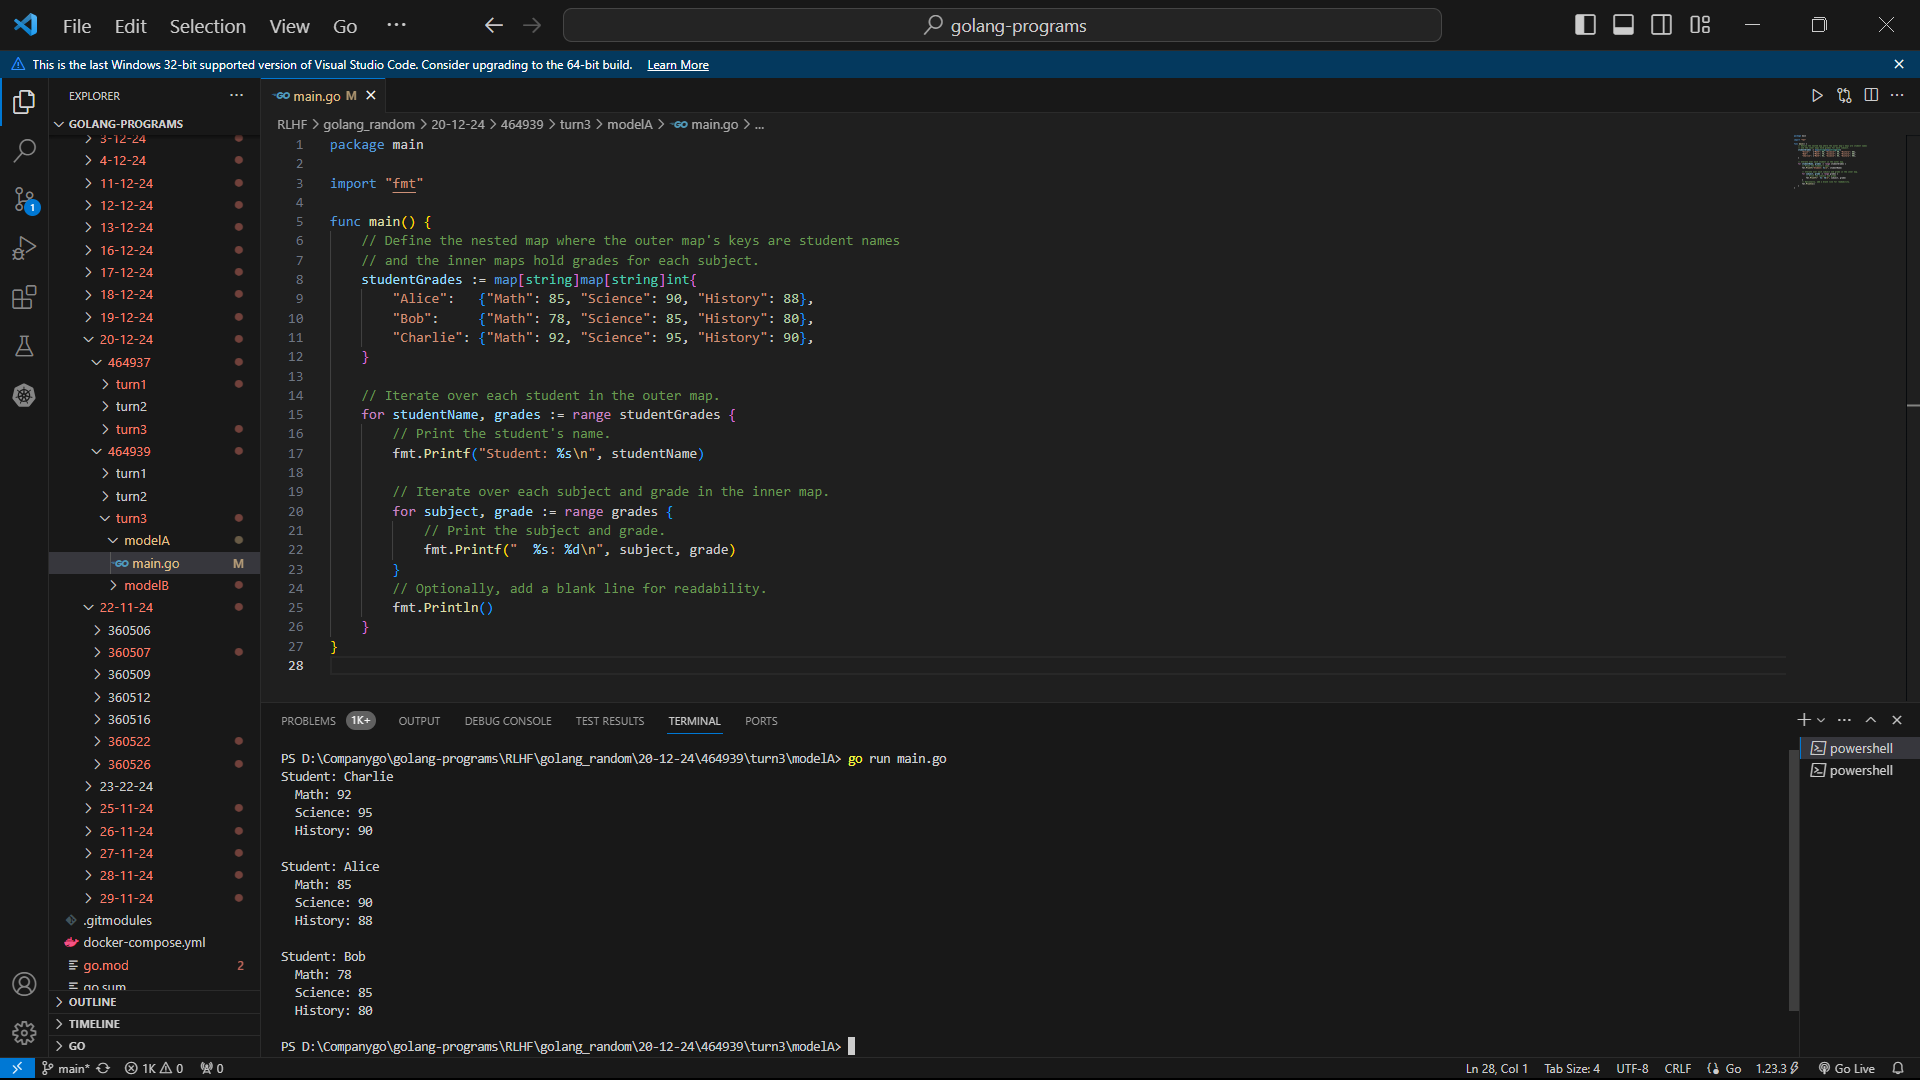 File Edit Selection View Go ··· golang-programs
This is the last Windows 32-bit supported version of Visual Studio Code. Consider upgrading to the 64-bit build. Learn More
EXPLORER ···
GOLANG-PROGRAMS
3-12-24
4-12-24
11-12-24
12-12-24
13-12-24
16-12-24
17-12-24
18-12-24
19-12-24
20-12-24
464937
turn1
turn2
turn3
464939
turn1
turn2
turn3
modelA
main.go M
modelB
22-11-24
360506
360507
360509
360512
360516
360522
360526
23-22-24
25-11-24
26-11-24
27-11-24
28-11-24
29-11-24
.gitmodules
docker-compose.yml
go.mod 2
go.sum
OUTLINE
TIMELINE
GO
1
main.go M
RLHF > golang_random > 20-12-24 > 464939 > turn3 > modelA > main.go > ...
1 package main
2
3 import "fmt"
4
5 func main() {
6 // Define the nested map where the outer map's keys are student names
7 // and the inner maps hold grades for each subject.
8 studentGrades := map[string]map[string]int{
9 "Alice":   {"Math": 85, "Science": 90, "History": 88},
10 "Bob":     {"Math": 78, "Science": 85, "History": 80},
11 "Charlie": {"Math": 92, "Science": 95, "History": 90},
12 }
13
14 // Iterate over each student in the outer map.
15 for studentName, grades := range studentGrades {
16 // Print the student's name.
17 fmt.Printf("Student: %s\n", studentName)
18
19 // Iterate over each subject and grade in the inner map.
20 for subject, grade := range grades {
21 // Print the subject and grade.
22 fmt.Printf("  %s: %d\n", subject, grade)
23 }
24 // Optionally, add a blank line for readability.
25 fmt.Println()
26 }
27 }
28
PROBLEMS 1K+ OUTPUT DEBUG CONSOLE TEST RESULTS TERMINAL PORTS
PS D:\Companygo\golang-programs\RLHF\golang_random\20-12-24\464939\turn3\modelA> go run main.go
Student: Charlie
Math: 92
Science: 95
History: 90
Student: Alice
Math: 85
Science: 90
History: 88
Student: Bob
Math: 78
Science: 85
History: 80
PS D:\Companygo\golang-programs\RLHF\golang_random\20-12-24\464939\turn3\modelA>
powershell
powershell
main* 1K 0 0 Ln 28, Col 1 Tab Size: 4 UTF-8 CRLF Go 1.23.3 Go Live